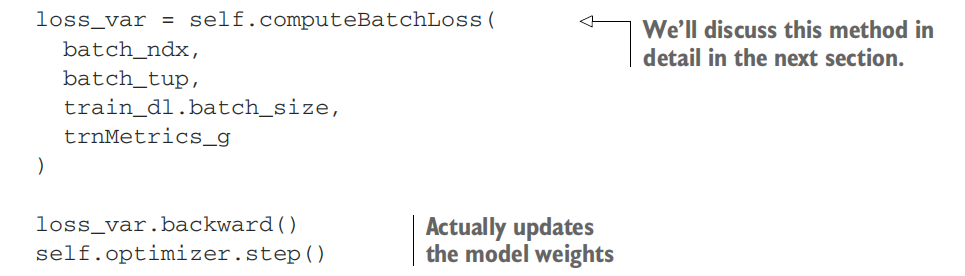 loss_var = self.computeBatchLoss(
  batch_ndx,
  batch_tup,
  train_dl.batch_size,
  trnMetrics_g
)
We'll discuss this method in
detail in the next section.
loss_var.backward()
self.optimizer.step()
Actually updates
the model weights